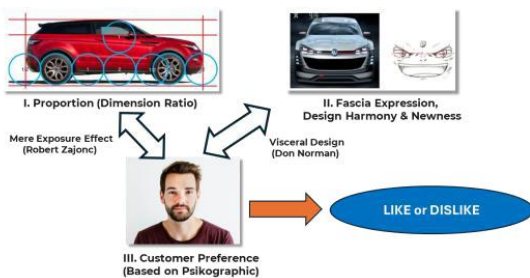 I. Proportion (Dimension Ratio)
II. Fascia Expression,
Design Harmony & Newness
Mere Exposure Effect
(Robert Zajonc)
Visceral Design
(Don Norman)
III. Customer Preference
(Based on Psikographic)
LIKE or DISLIKE